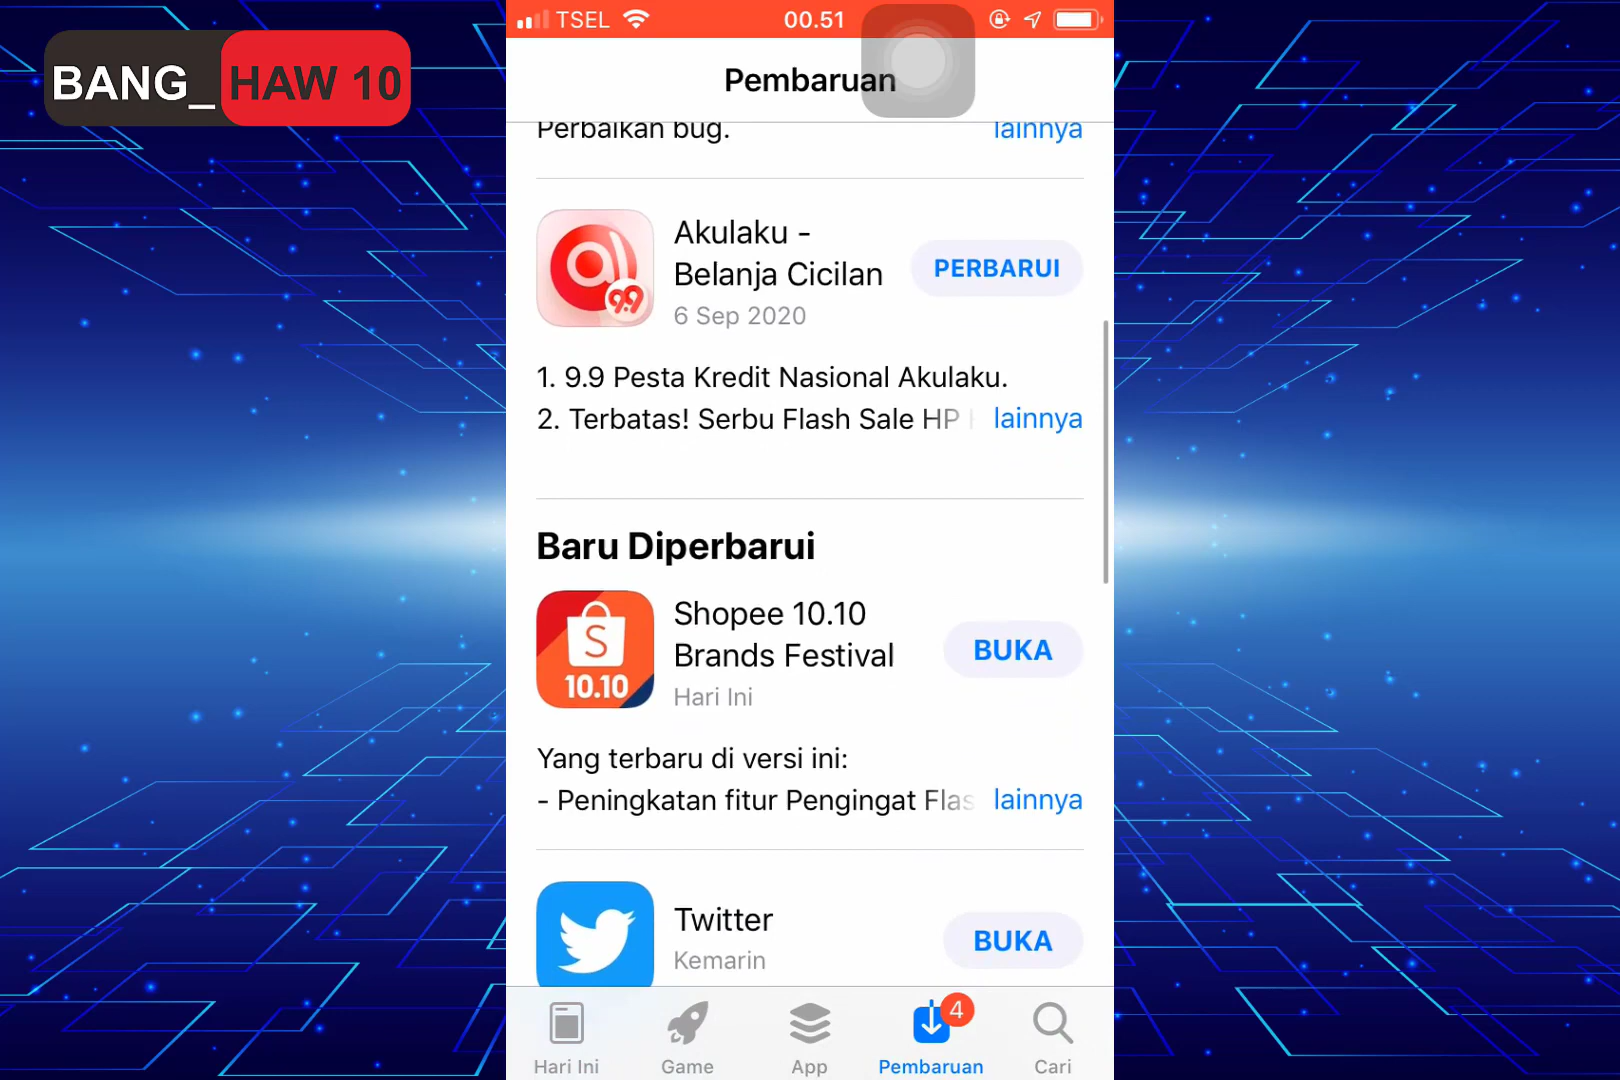 BANG_HAW 10
TSEL 00.51
Pembaruan
Perbaikan bug. lainnya
Akulaku -
Belanja Cicilan
PERBARUI
6 Sep 2020
9.9
1. 9.9 Pesta Kredit Nasional Akulaku.
2. Terbatas! Serbu Flash Sale HP lainnya
Baru Diperbarui
Shopee 10.10
Brands Festival
BUKA
Hari Ini
S
10.10
Yang terbaru di versi ini:
- Peningkatan fitur Pengingat Flas lainnya
Twitter
BUKA
Kemarin
4
Hari Ini Game App Pembaruan Cari